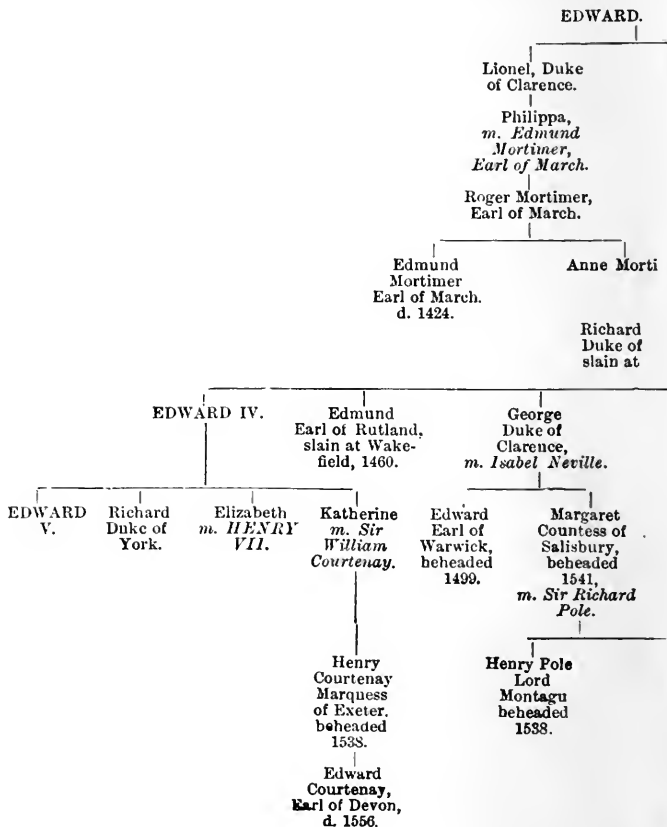 EDWARD.
Lionel, Duke
of Clarence.
Philippa,
m. Edmund
Mortimer,
Earl of March.
Roger Mortimer,
Earl of March.
Edmund
Mortimer
Earl of March.
d. 1424.
Anne Morti
Richard
Duke of
slain at
EDWARD IV.
Edmund
Earl of Rutland,
slain at Wake-
field, 1460.
George
Duke of
Clarence,
m. Isabel Neville.
EDWARD
V.
Richard
Duke of
York.
Elizabeth
m. HENRY
VII.
Katherine
m. Sir
William
Courtenay.
Edward
Earl of
Warwick,
beheaded
1499.
Margaret
Countess of
Salisbury,
beheaded
1541,
m. Sir Richard
Pole.
Henry
Courtenay
Marquess
of Exeter.
beheaded
1538.
Henry Pole
Lord
Montagu
beheaded
1538.
Edward
Courtenay,
Earl of Devon,
d. 1556.